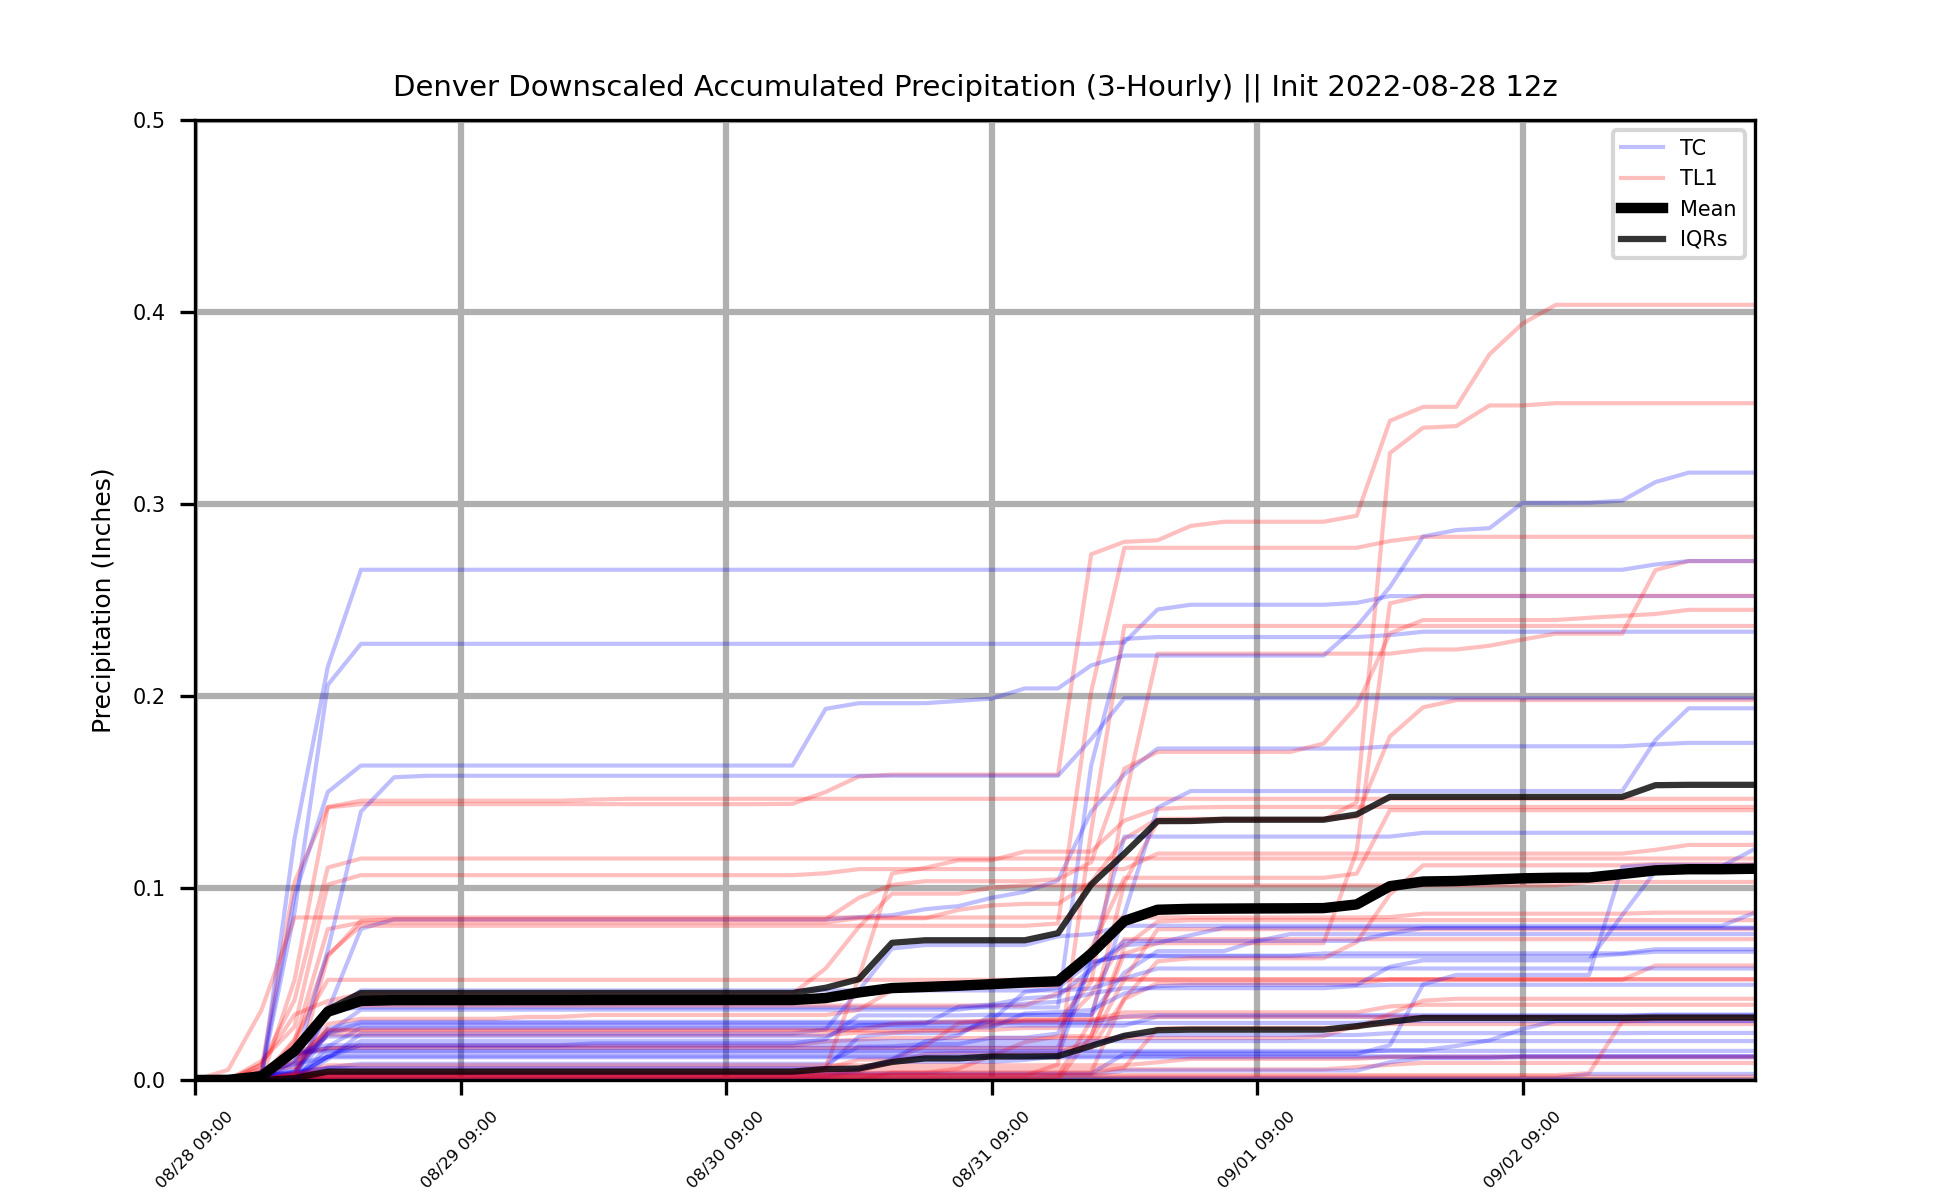 Denver Downscaled Accumulated Precipitation (3-Hourly) || Init 2022-08-28 12z
TC
TL1
Mean
IQRs
Precipitation (Inches)
0.5
0.4
0.3
0.2
0.1
0.0
08/28 09:00
08/29 09:00
08/30 09:00
08/31 09:00
09/01 09:00
09/02 09:00